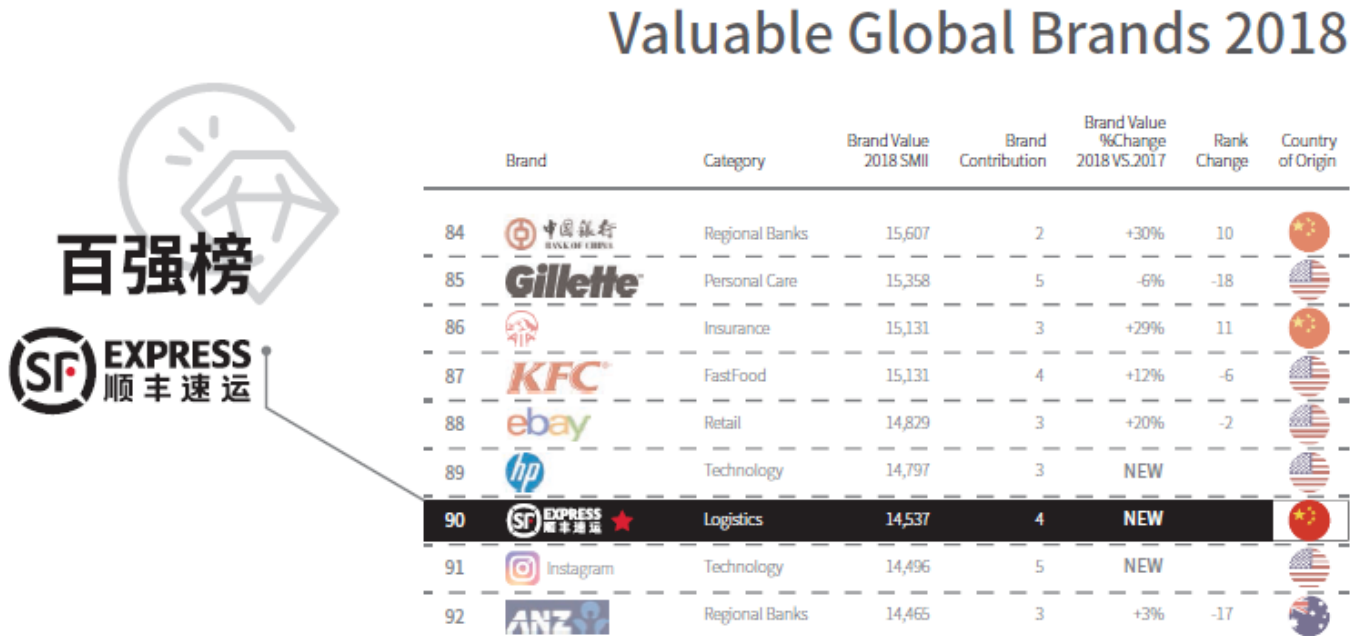 Valuable Global Brands 2018
百强榜
SF EXPRESS
顺丰速运
Brand Category Brand Value 2018 SMII Brand Contribution Brand Value %Change 2018 VS.2017 Rank Change Country of Origin
84 中国银行 BANK OF CHINA Regional Banks 15,607 2 +30% 10
85 Gillette Personal Care 15,358 5 -6% -18
86 AIA Insurance 15,131 3 +29% 11
87 KFC FastFood 15,131 4 +12% -6
88 ebay Retail 14,829 3 +20% -2
89 hp Technology 14,797 3 NEW
90 SF EXPRESS 顺丰速运 Logistics 14,537 4 NEW
91 Instagram Technology 14,496 5 NEW
92 ANZ Regional Banks 14,465 3 +3% -17